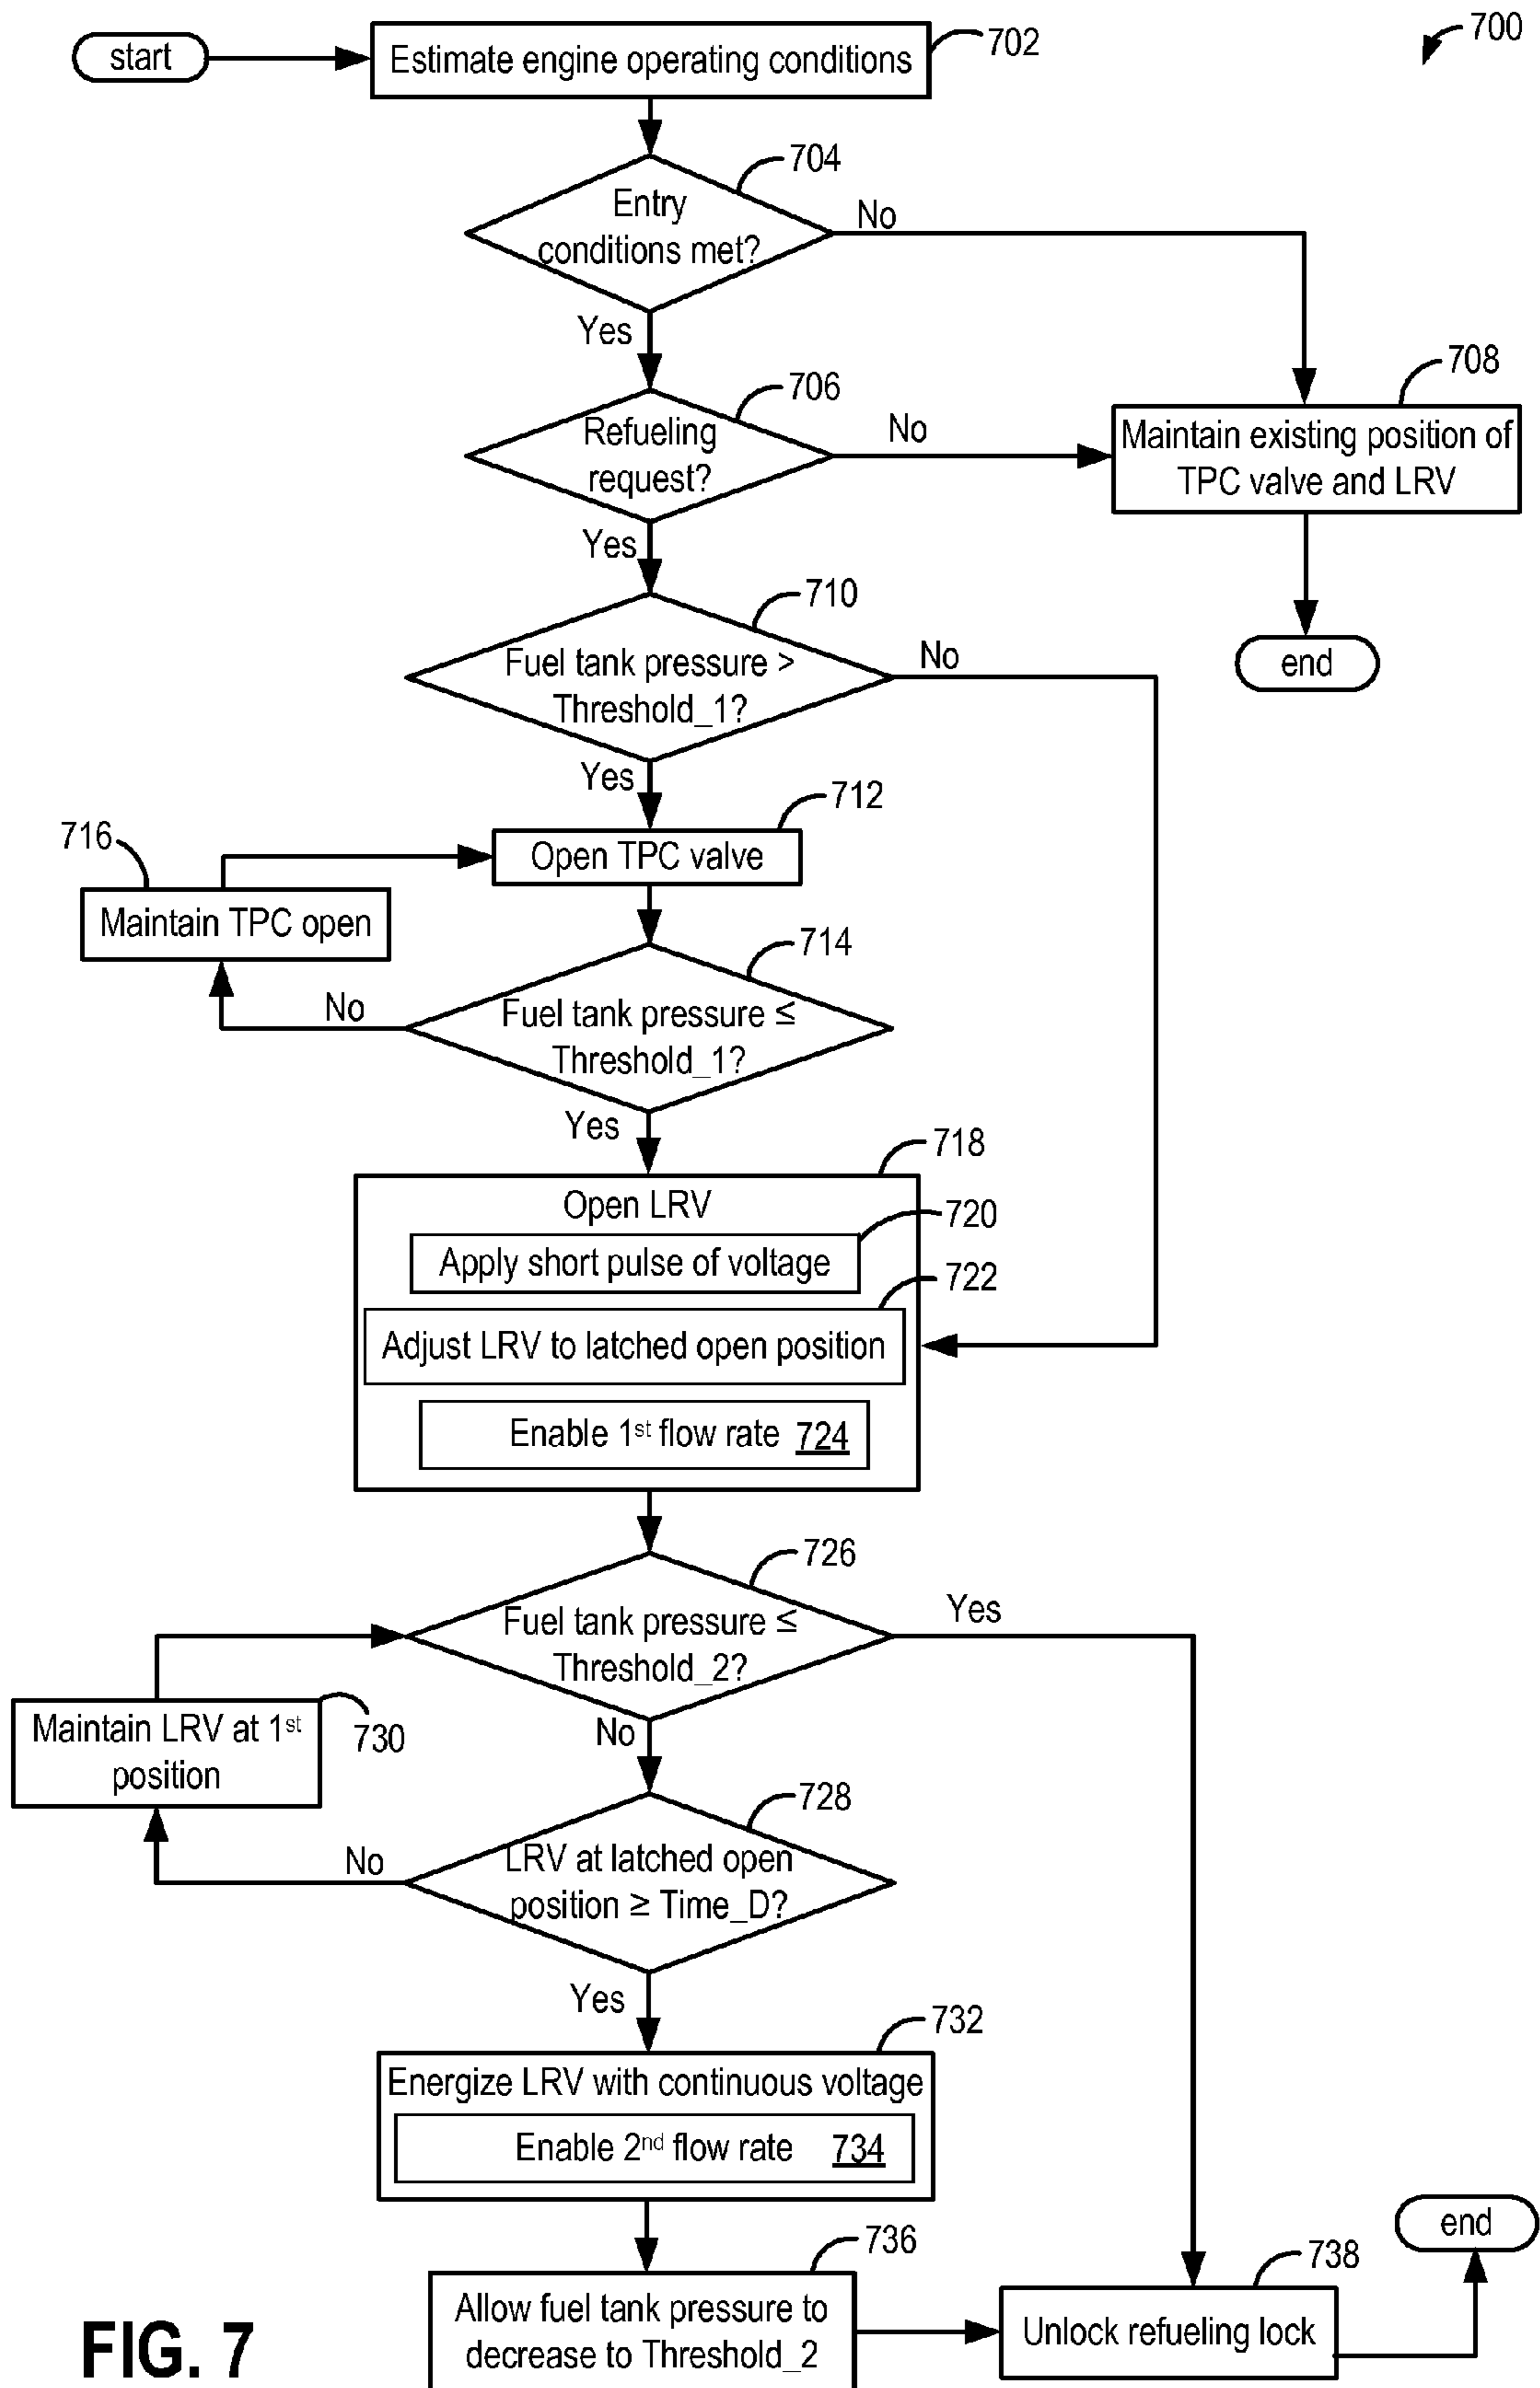 700
start
Estimate engine operating conditions
702
704
Entry
conditions met?
No
Yes
706
Refueling
request?
No
708
Maintain existing position of
TPC valve and LRV
Yes
end
710
Fuel tank pressure >
Threshold_1?
No
Yes
712
Open TPC valve
716
Maintain TPC open
714
Fuel tank pressure ≤
Threshold_1?
No
Yes
718
Open LRV
720
Apply short pulse of voltage
722
Adjust LRV to latched open position
Enable 1st flow rate 724
726
Fuel tank pressure ≤
Threshold_2?
Yes
No
Maintain LRV at 1st
position
730
728
LRV at latched open
position ≥ Time_D?
No
Yes
732
Energize LRV with continuous voltage
Enable 2nd flow rate 734
736
Allow fuel tank pressure to
decrease to Threshold_2
738
Unlock refueling lock
end
FIG. 7